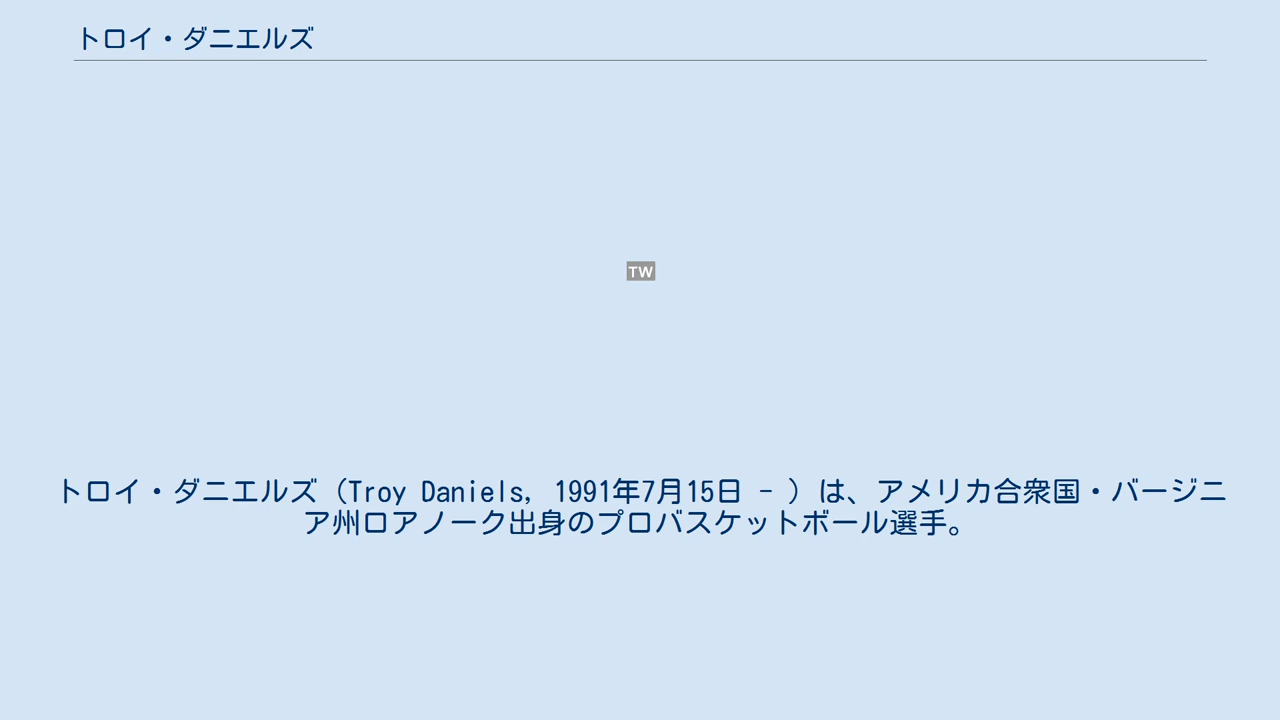 トロイ・ダニエルズ
TW
トロイ・ダニエルズ（Troy Daniels, 1991年7月15日 - ）は、アメリカ合衆国・バージニ
ア州ロアノーク出身のプロバスケットボール選手。